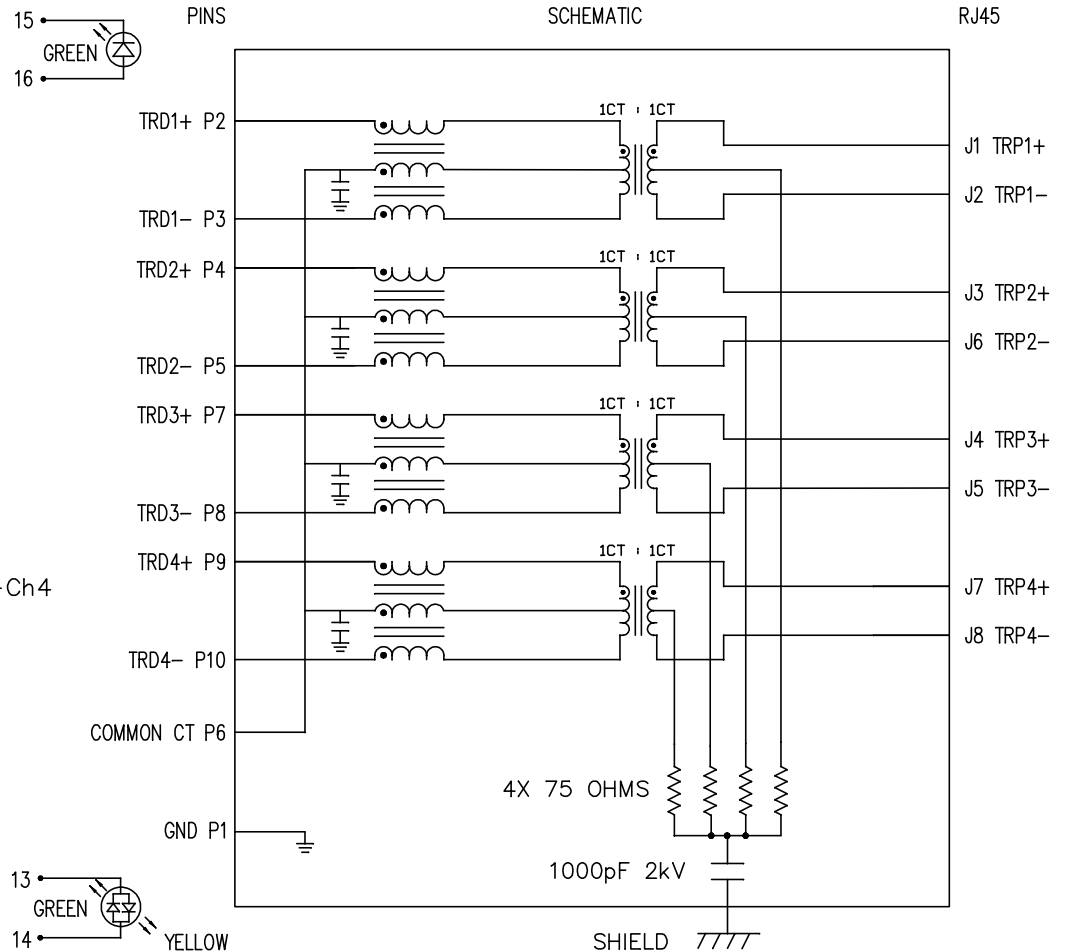 15 PINS SCHEMATIC RJ45
GREEN
16
1CT : 1CT
TRD1+ P2
J1 TRP1+
J2 TRP1-
TRD1- P3
1CT : 1CT
TRD2+ P4
J3 TRP2+
J6 TRP2-
TRD2- P5
1CT : 1CT
TRD3+ P7
J4 TRP3+
J5 TRP3-
TRD3- P8
1CT : 1CT
TRD4+ P9
-Ch4
J7 TRP4+
J8 TRP4-
TRD4- P10
COMMON CT P6
4X 75 OHMS
GND P1
1000pF 2kV
13
GREEN
14
YELLOW
SHIELD